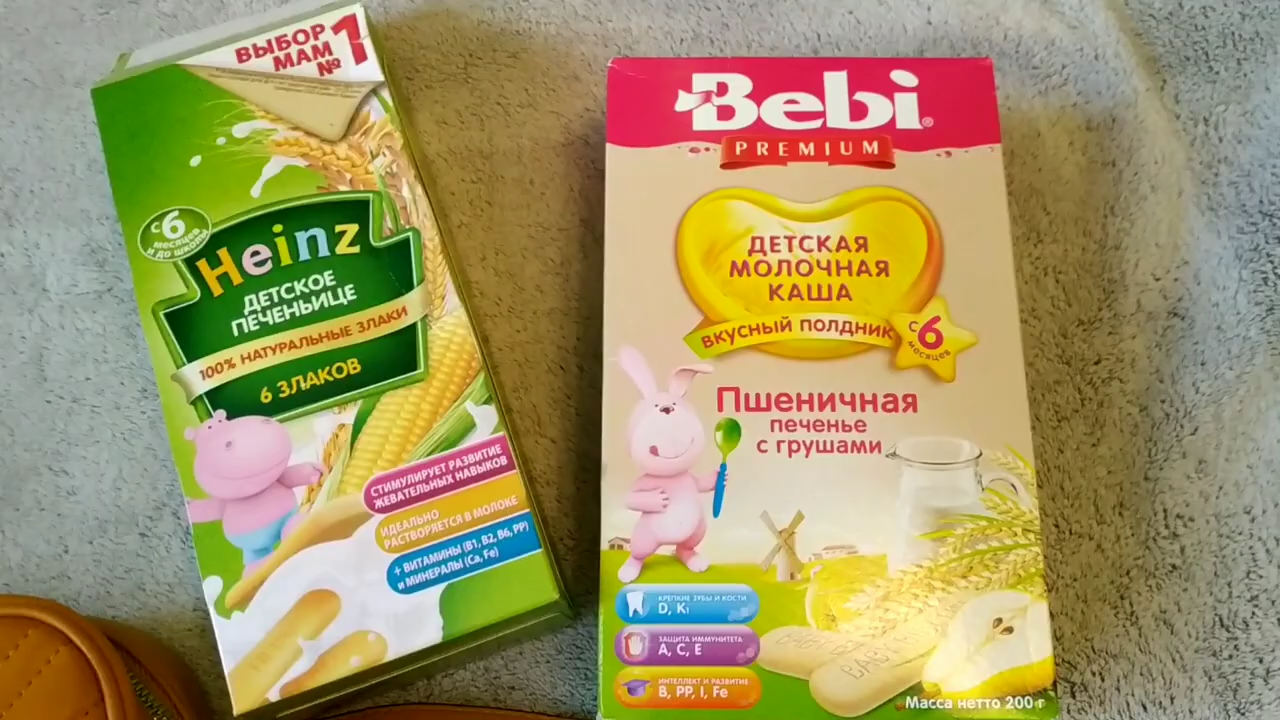 ВЫБОР
МАМ
№1
с 6
месяцев
и до школы
Heinz
ДЕТСКОЕ
ПЕЧЕНЬИЦЕ
100% НАТУРАЛЬНЫЕ ЗЛАКИ
6 ЗЛАКОВ
СТИМУЛИРУЕТ РАЗВИТИЕ
ЖЕВАТЕЛЬНЫХ НАВЫКОВ
ИДЕАЛЬНО
РАСТВОРЯЕТСЯ В МОЛОКЕ
+ ВИТАМИНЫ (B1, B2, B6, PP)
и МИНЕРАЛЫ (Ca, Fe)
Bebi®
PREMIUM
ДЕТСКАЯ
МОЛОЧНАЯ
КАША
ВКУСНЫЙ ПОЛДНИК
с 6
месяцев
Пшеничная
печенье
с грушами
КРЕПКИЕ ЗУБЫ И КОСТИ
D, K1
ЗАЩИТА ИММУНИТЕТА
A, C, E
ИНТЕЛЛЕКТ И РАЗВИТИЕ
B, PP, I, Fe
BABY
Масса нетто 200 г